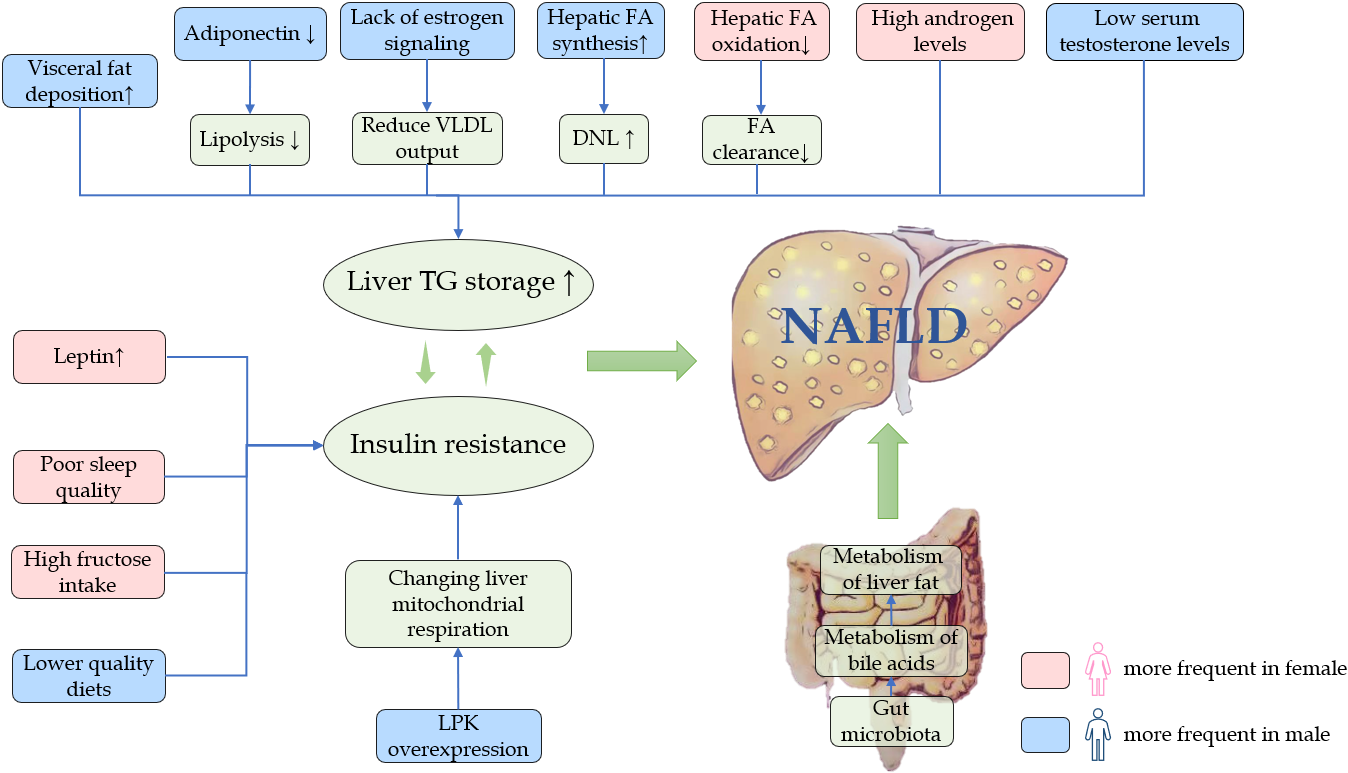 Adiponectin ↓
Lack of estrogen
signaling
Hepatic FA
synthesis↑
Hepatic FA
oxidation↓
High androgen
levels
Low serum
testosterone levels
Visceral fat
deposition↑
Lipolysis ↓
Reduce VLDL
output
DNL ↑
FA
clearance↓
Liver TG storage ↑
NAFLD
Leptin↑
Insulin resistance
Poor sleep
quality
High fructose
intake
Lower quality
diets
Changing liver
mitochondrial
respiration
LPK
overexpression
Metabolism
of liver fat
Metabolism of
bile acids
Gut
microbiota
more frequent in female
more frequent in male